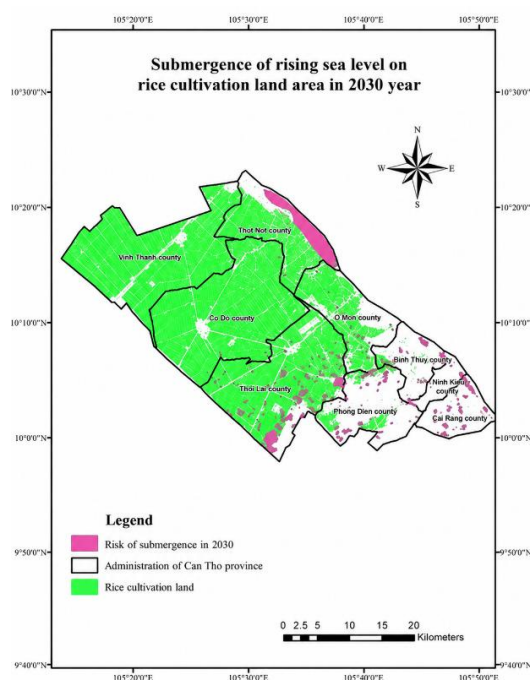 105°20'0"E 105°30'0"E 105°40'0"E 105°50'0"E
Submergence of rising sea level on
rice cultivation land area in 2030 year
N
W E
S
10°30'0"N
10°20'0"N
10°10'0"N
10°0'0"N
9°50'0"N
9°40'0"N
Thot Not county
Vinh Thanh county
Co Do county
O Mon county
Binh Thuy county
Thoi Lai county
Ninh Kieu
county
Phong Dien county
Cai Rang county
10°30'0"N
10°20'0"N
10°10'0"N
10°0'0"N
9°50'0"N
9°40'0"N
Legend
Risk of submergence in 2030
Administration of Can Tho province
Rice cultivation land
0 2.5 5 10 15 20
Kilometers
105°20'0"E 105°30'0"E 105°40'0"E 105°50'0"E